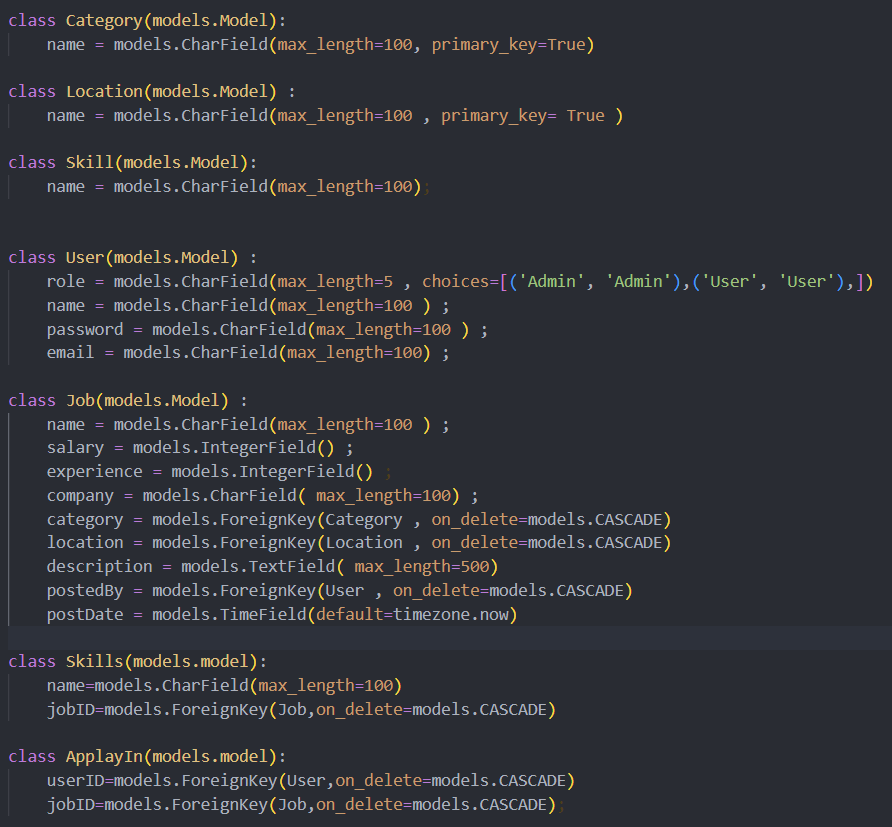 class Category(models.Model):
    name = models.CharField(max_length=100, primary_key=True)
class Location(models.Model) :
    name = models.CharField(max_length=100 , primary_key= True )
class Skill(models.Model):
    name = models.CharField(max_length=100);
class User(models.Model) :
    role = models.CharField(max_length=5 , choices=[('Admin', 'Admin'),('User', 'User'),])
    name = models.CharField(max_length=100 ) ;
    password = models.CharField(max_length=100 ) ;
    email = models.CharField(max_length=100) ;
class Job(models.Model) :
    name = models.CharField(max_length=100 ) ;
    salary = models.IntegerField() ;
    experience = models.IntegerField() ;
    company = models.CharField( max_length=100) ;
    category = models.ForeignKey(Category , on_delete=models.CASCADE)
    location = models.ForeignKey(Location , on_delete=models.CASCADE)
    description = models.TextField( max_length=500)
    postedBy = models.ForeignKey(User , on_delete=models.CASCADE)
    postDate = models.TimeField(default=timezone.now)
class Skills(models.model):
    name=models.CharField(max_length=100)
    jobID=models.ForeignKey(Job,on_delete=models.CASCADE)
class ApplayIn(models.model):
    userID=models.ForeignKey(User,on_delete=models.CASCADE)
    jobID=models.ForeignKey(Job,on_delete=models.CASCADE);